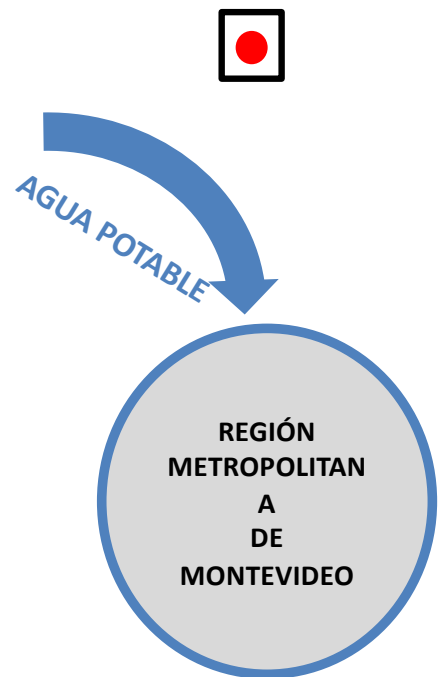 AGUA POTABLE
REGIÓN
METROPOLITAN
A
DE
MONTEVIDEO